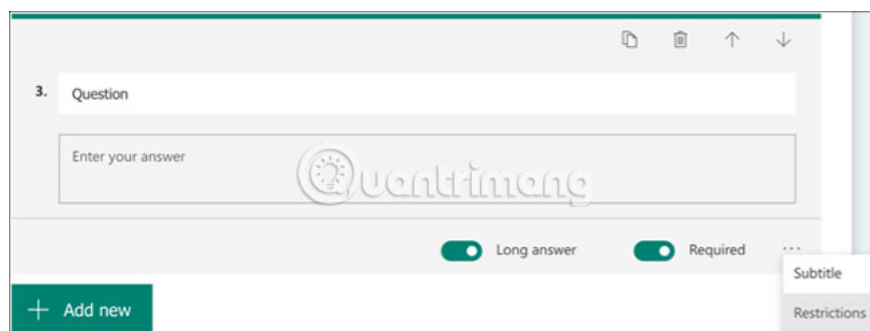 3. Question
Enter your answer
Quantrimang
Long answer Required ...
Subtitle
+ Add new
Restrictions